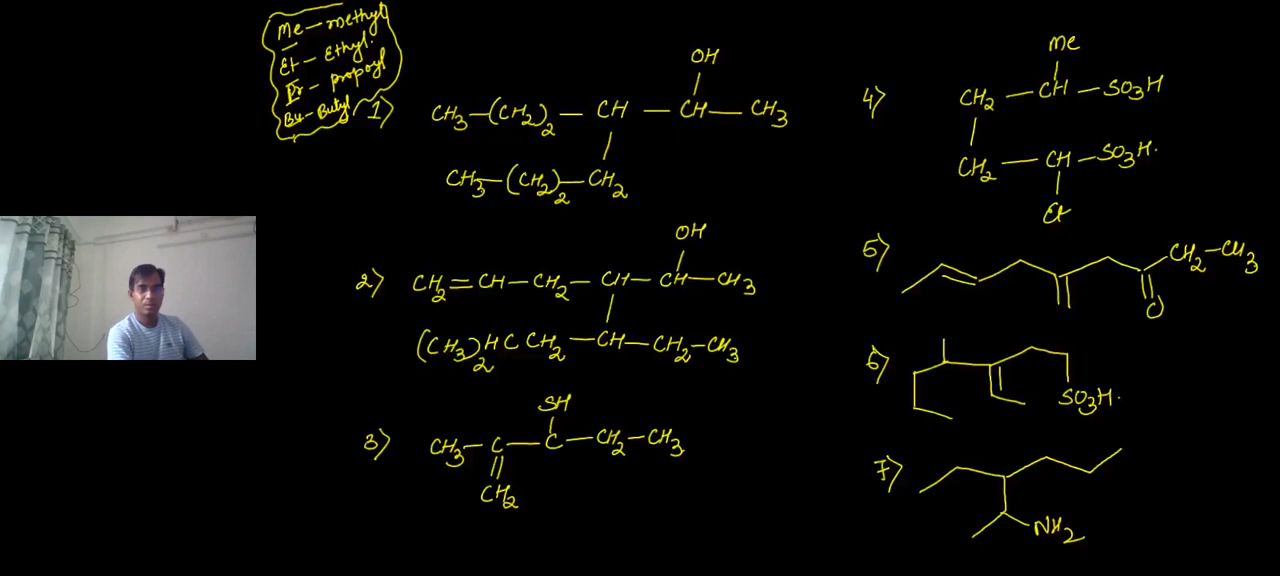 Me — methyl
Et — Ethyl.
Pr — propyl
Bu — Butyl
1)
OH
CH3—(CH2)2—CH—CH—CH3
CH3—(CH2)2—CH2
2)
OH
CH2=CH—CH2—CH—CH—CH3
(CH3)2HCCH2—CH—CH2—CH3
3)
SH
CH3—C—C—CH2—CH3
CH2
4)
Me
CH2—CH—SO3H
CH2—CH—SO3H.
Et
5)
CH2—CH3
O
6)
SO3H.
7)
NH2